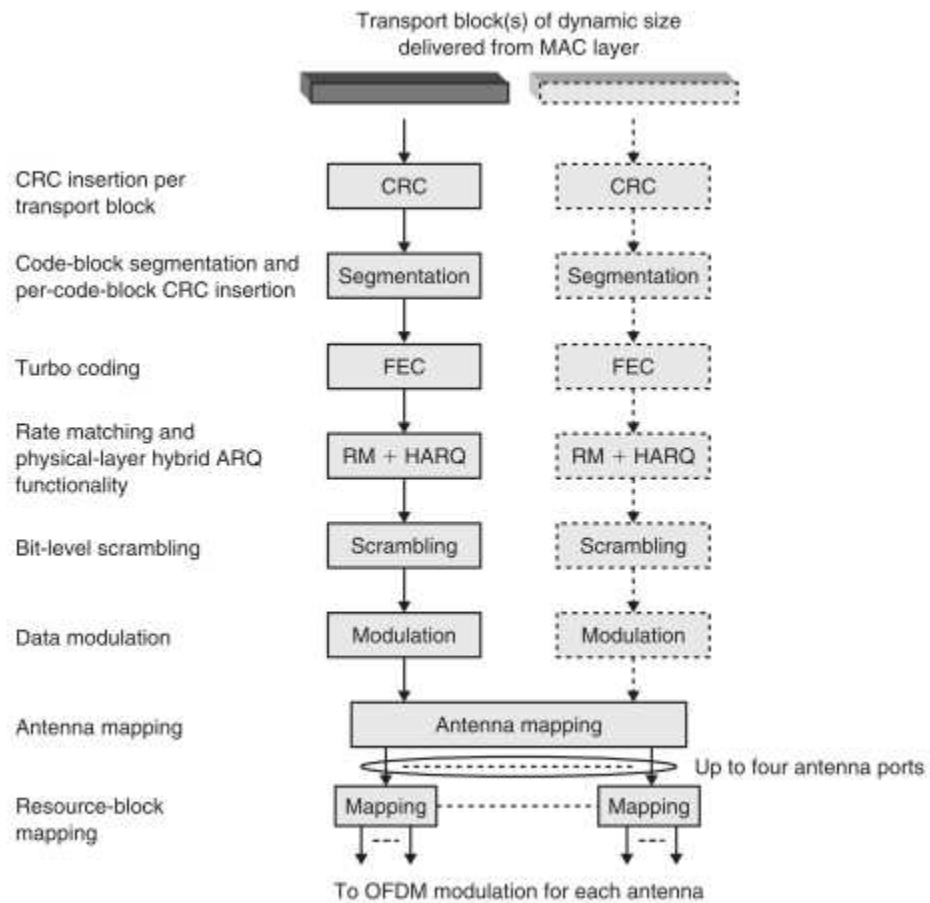 Transport block(s) of dynamic size
delivered from MAC layer
CRC insertion per
transport block
CRC
CRC
Code-block segmentation and
per-code-block CRC insertion
Segmentation
Segmentation
Turbo coding
FEC
FEC
Rate matching and
physical-layer hybrid ARQ
functionality
RM + HARQ
RM + HARQ
Bit-level scrambling
Scrambling
Scrambling
Data modulation
Modulation
Modulation
Antenna mapping
Antenna mapping
Up to four antenna ports
Resource-block
mapping
Mapping
Mapping
To OFDM modulation for each antenna